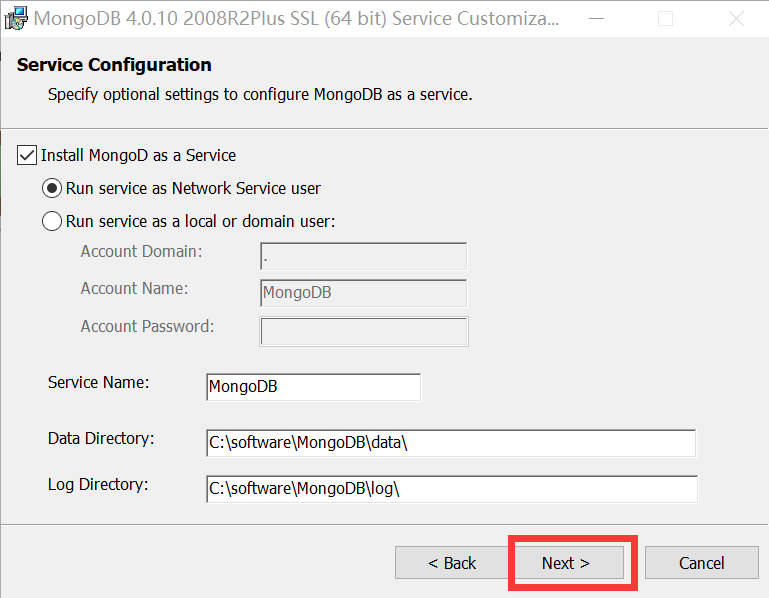 MongoDB 4.0.10 2008R2Plus SSL (64 bit) Service Customiza...
Service Configuration
Specify optional settings to configure MongoDB as a service.
Install MongoD as a Service
Run service as Network Service user
Run service as a local or domain user:
Account Domain: .
Account Name: MongoDB
Account Password:
Service Name: MongoDB
Data Directory: C:\software\MongoDB\data\
Log Directory: C:\software\MongoDB\log\
< Back Next > Cancel